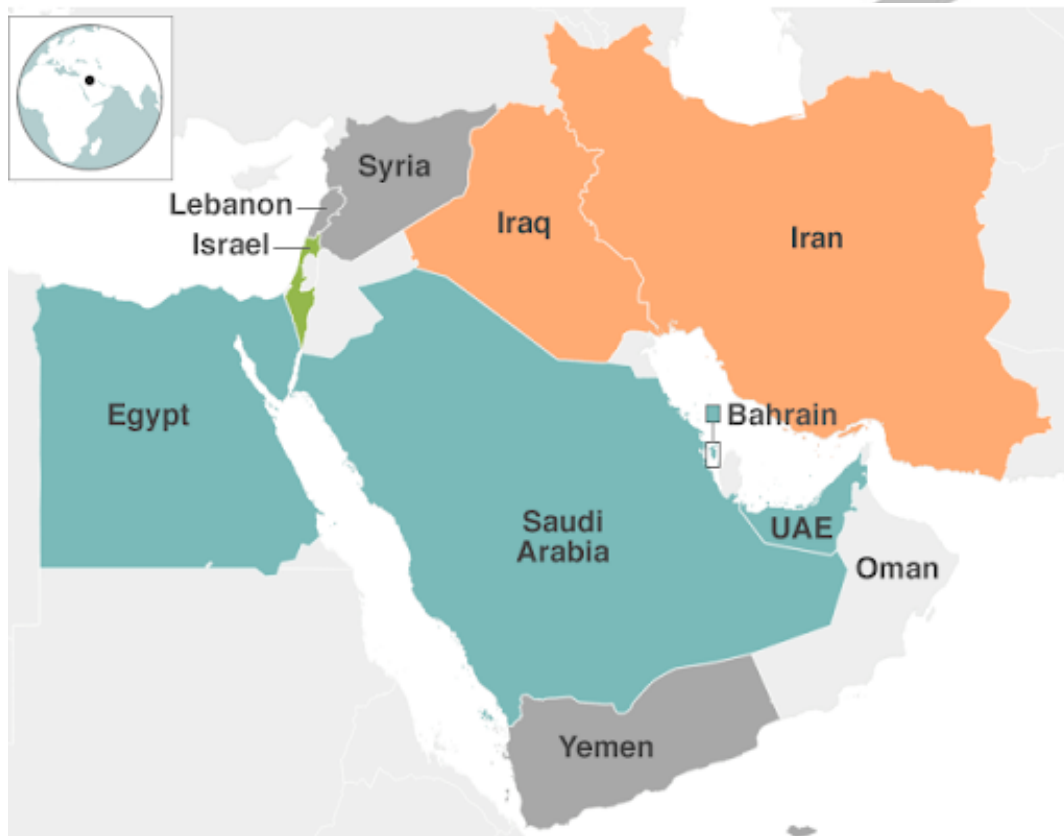 Syria
Lebanon
Israel
Iraq
Iran
Egypt
Bahrain
Saudi
Arabia
UAE
Oman
Yemen